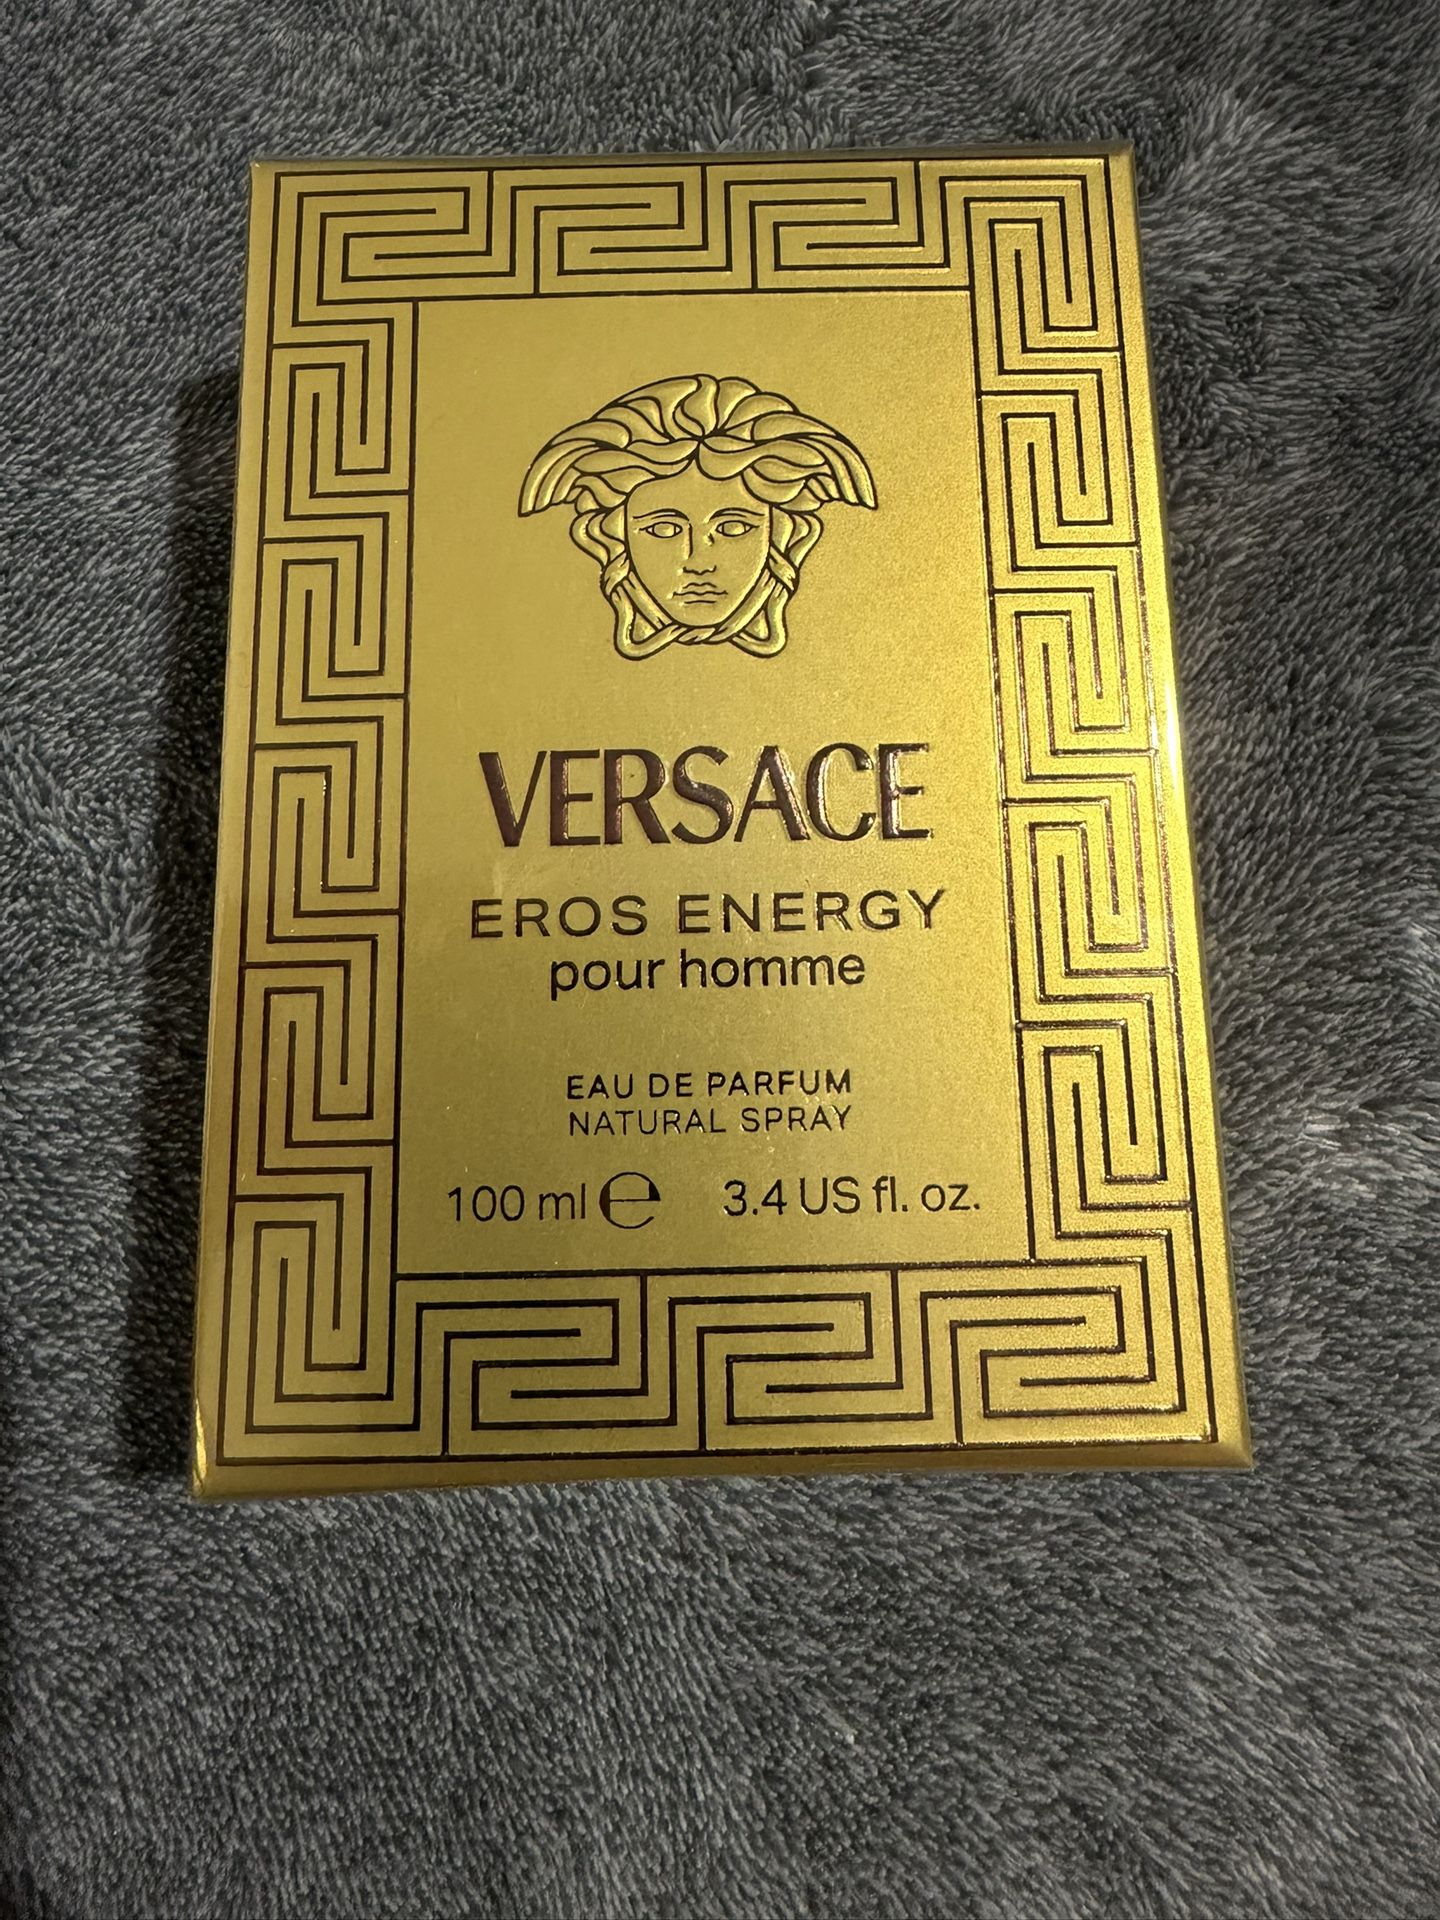 VERSACE
EROS ENERGY
pour homme
EAU DE PARFUM
NATURAL SPRAY
100 ml ℮ 3.4 US fl. oz.